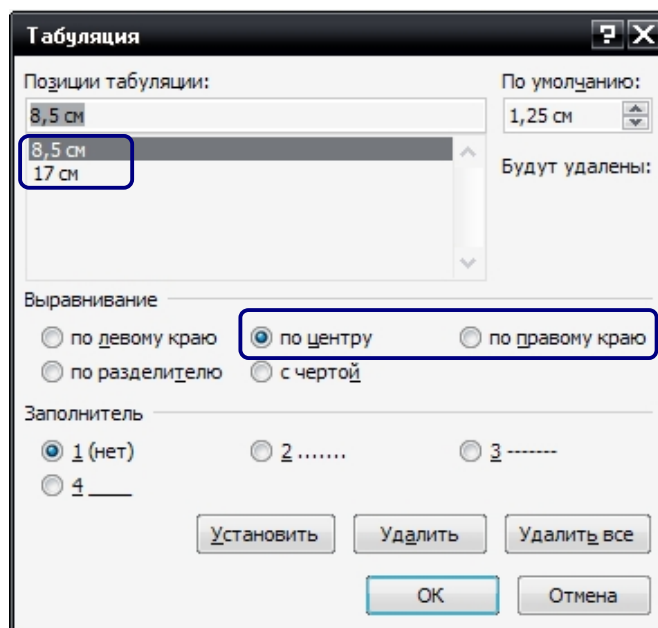 Табуляция
Позиции табуляции:
По умолчанию:
8,5 см
1,25 см
8,5 см
17 см
Будут удалены:
Выравнивание
по левому краю
по центру
по правому краю
по разделителю
с чертой
Заполнитель
1 (нет)
2 .......
3 -------
4 ____
Установить
Удалить
Удалить все
ОК
Отмена